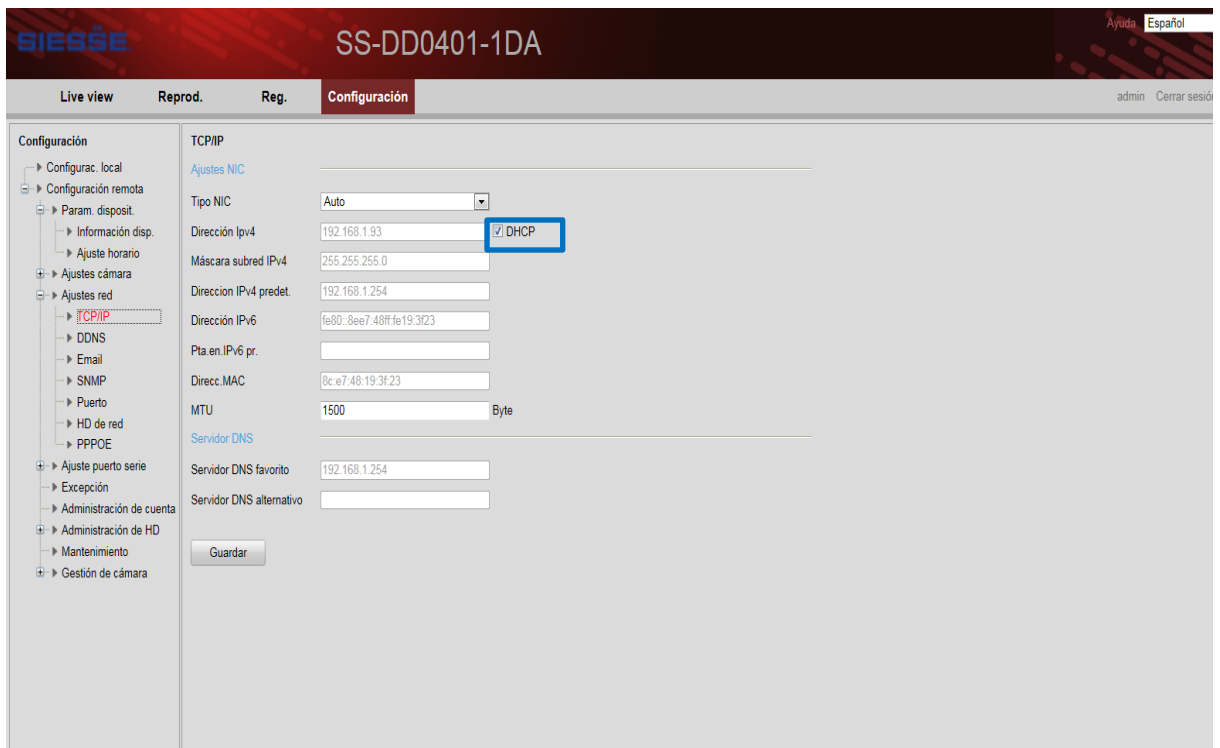 SIESSE
SS-DD0401-1DA
Ayuda Español
Live view Reprod. Reg. Configuración
admin Cerrar sesión
Configuración
Configurac. local
Configuración remota
Param. disposit.
Información disp.
Ajuste horario
Ajustes cámara
Ajustes red
TCP/IP
DDNS
Email
SNMP
Puerto
HD de red
PPPOE
Ajuste puerto serie
Excepción
Administración de cuenta
Administración de HD
Mantenimiento
Gestión de cámara
TCP/IP
Ajustes NIC
Tipo NIC Auto
Dirección Ipv4 192.168.1.93 DHCP
Máscara subred IPv4 255.255.255.0
Direccion IPv4 predet. 192.168.1.254
Dirección IPv6 fe80::8ee7:48ff:fe19:3f23
Pta.en.IPv6 pr.
Direcc.MAC 8c:e7:48:19:3f:23
MTU 1500 Byte
Servidor DNS
Servidor DNS favorito 192.168.1.254
Servidor DNS alternativo
Guardar